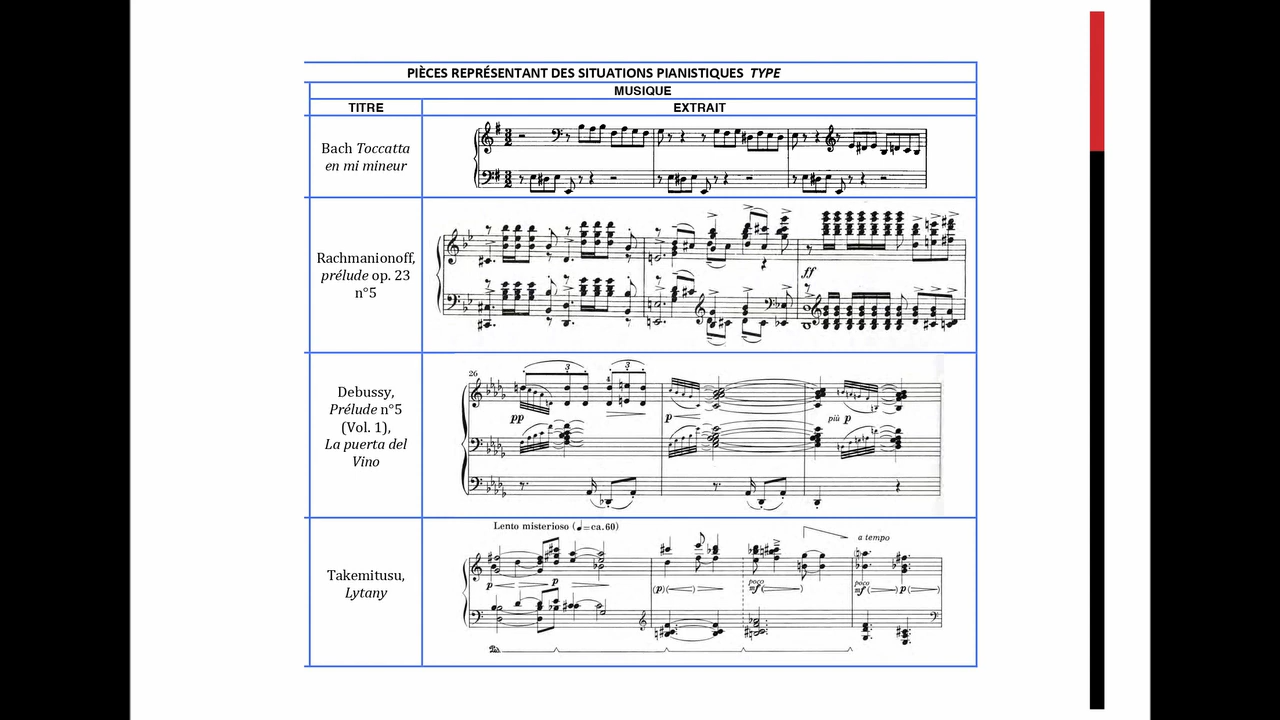 PIÈCES REPRÉSENTANT DES SITUATIONS PIANISTIQUES TYPE
MUSIQUE
TITRE EXTRAIT
Bach Toccatta
en mi mineur
Rachmanionoff,
prélude op. 23
n°5
ff
Debussy,
Prélude n°5
(Vol. 1),
La puerta del
Vino
26
3 3
pp p più p
Takemitusu,
Lytany
Lento misterioso (♩=ca.60)
a tempo
p p (p) poco mf poco mf p